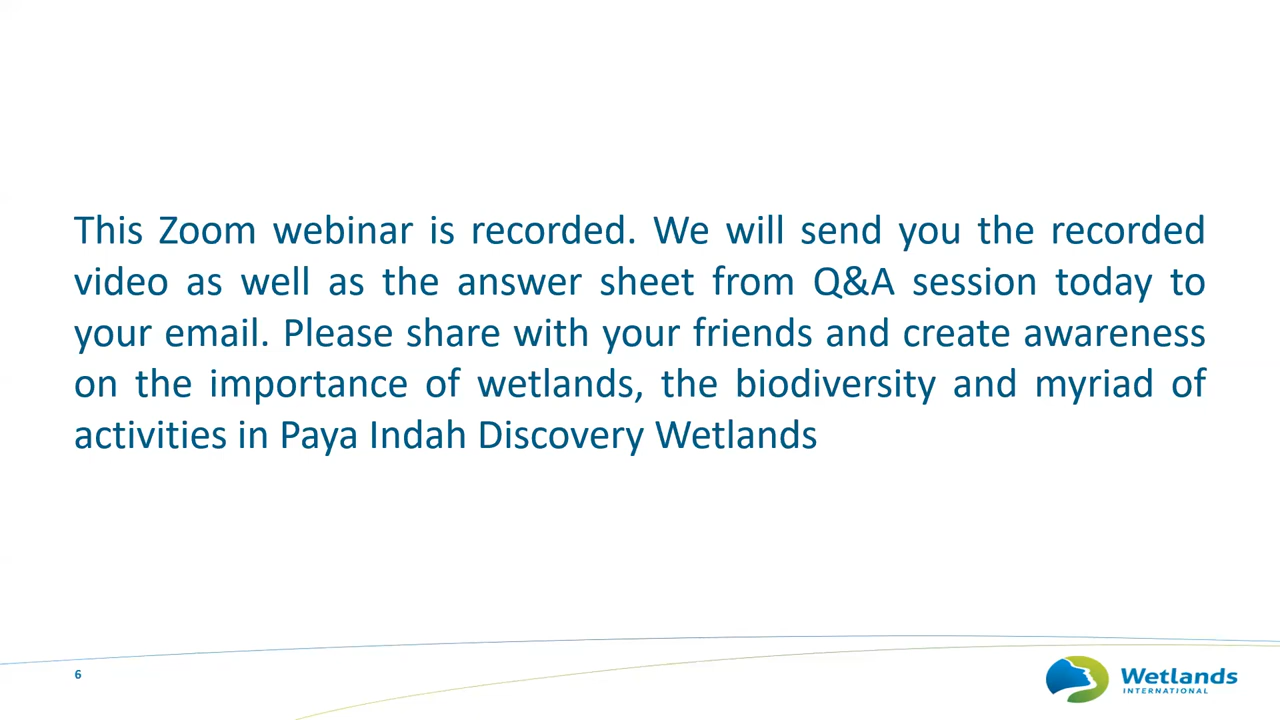 This Zoom webinar is recorded. We will send you the recorded
video as well as the answer sheet from Q&A session today to
your email. Please share with your friends and create awareness
on the importance of wetlands, the biodiversity and myriad of
activities in Paya Indah Discovery Wetlands
6
Wetlands
INTERNATIONAL